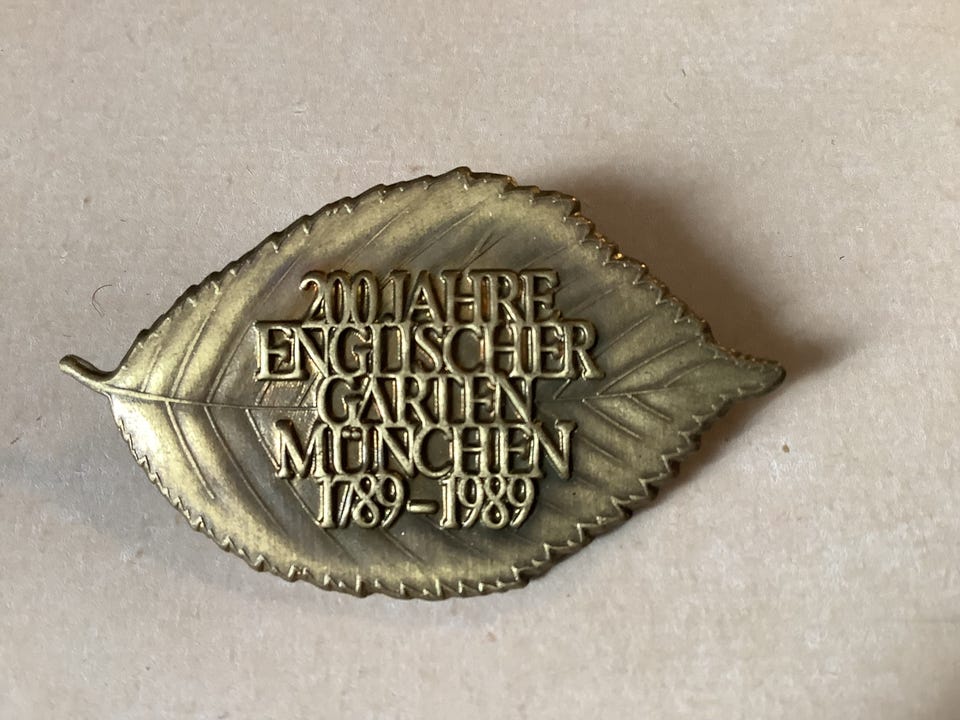 200 JAHRE
ENGLISCHER
GARTEN
MÜNCHEN
1789 – 1989